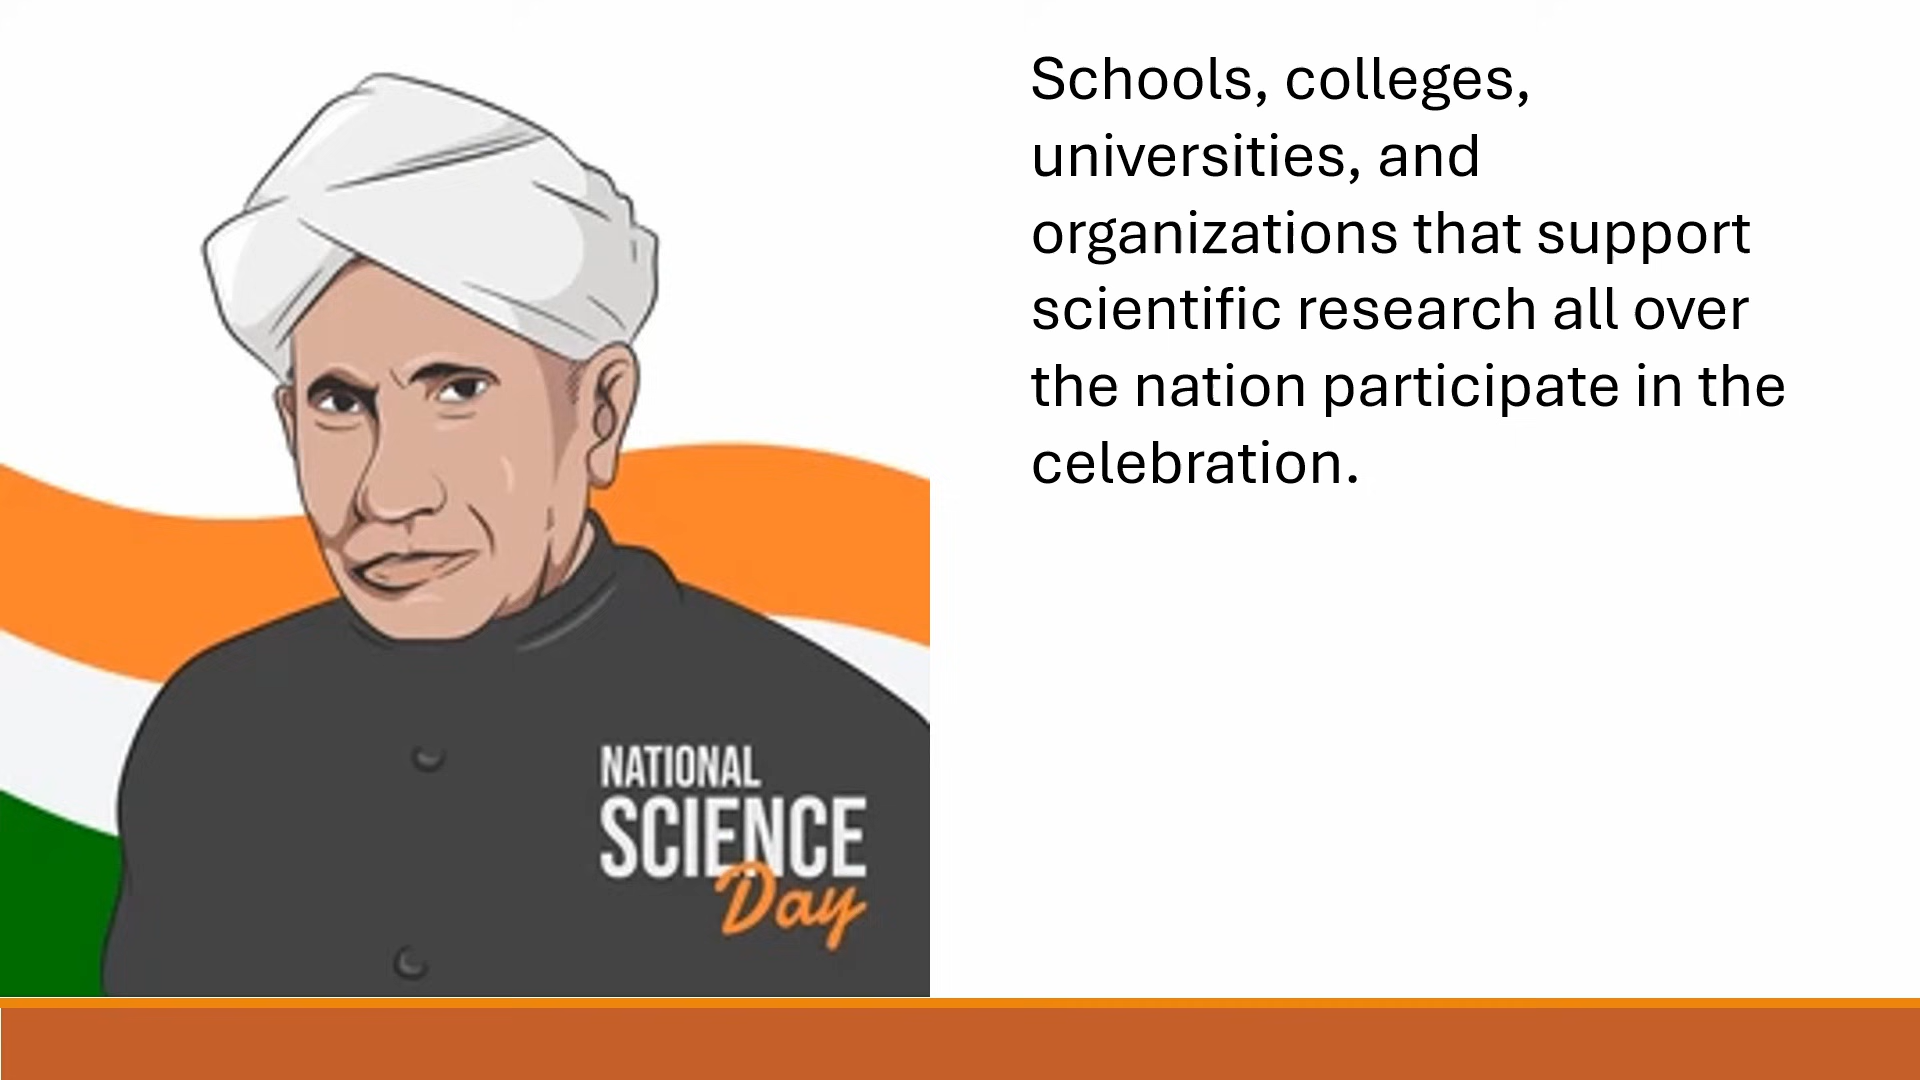 Schools, colleges,
universities, and
organizations that support
scientific research all over
the nation participate in the
celebration.
NATIONAL
SCIENCE
Day